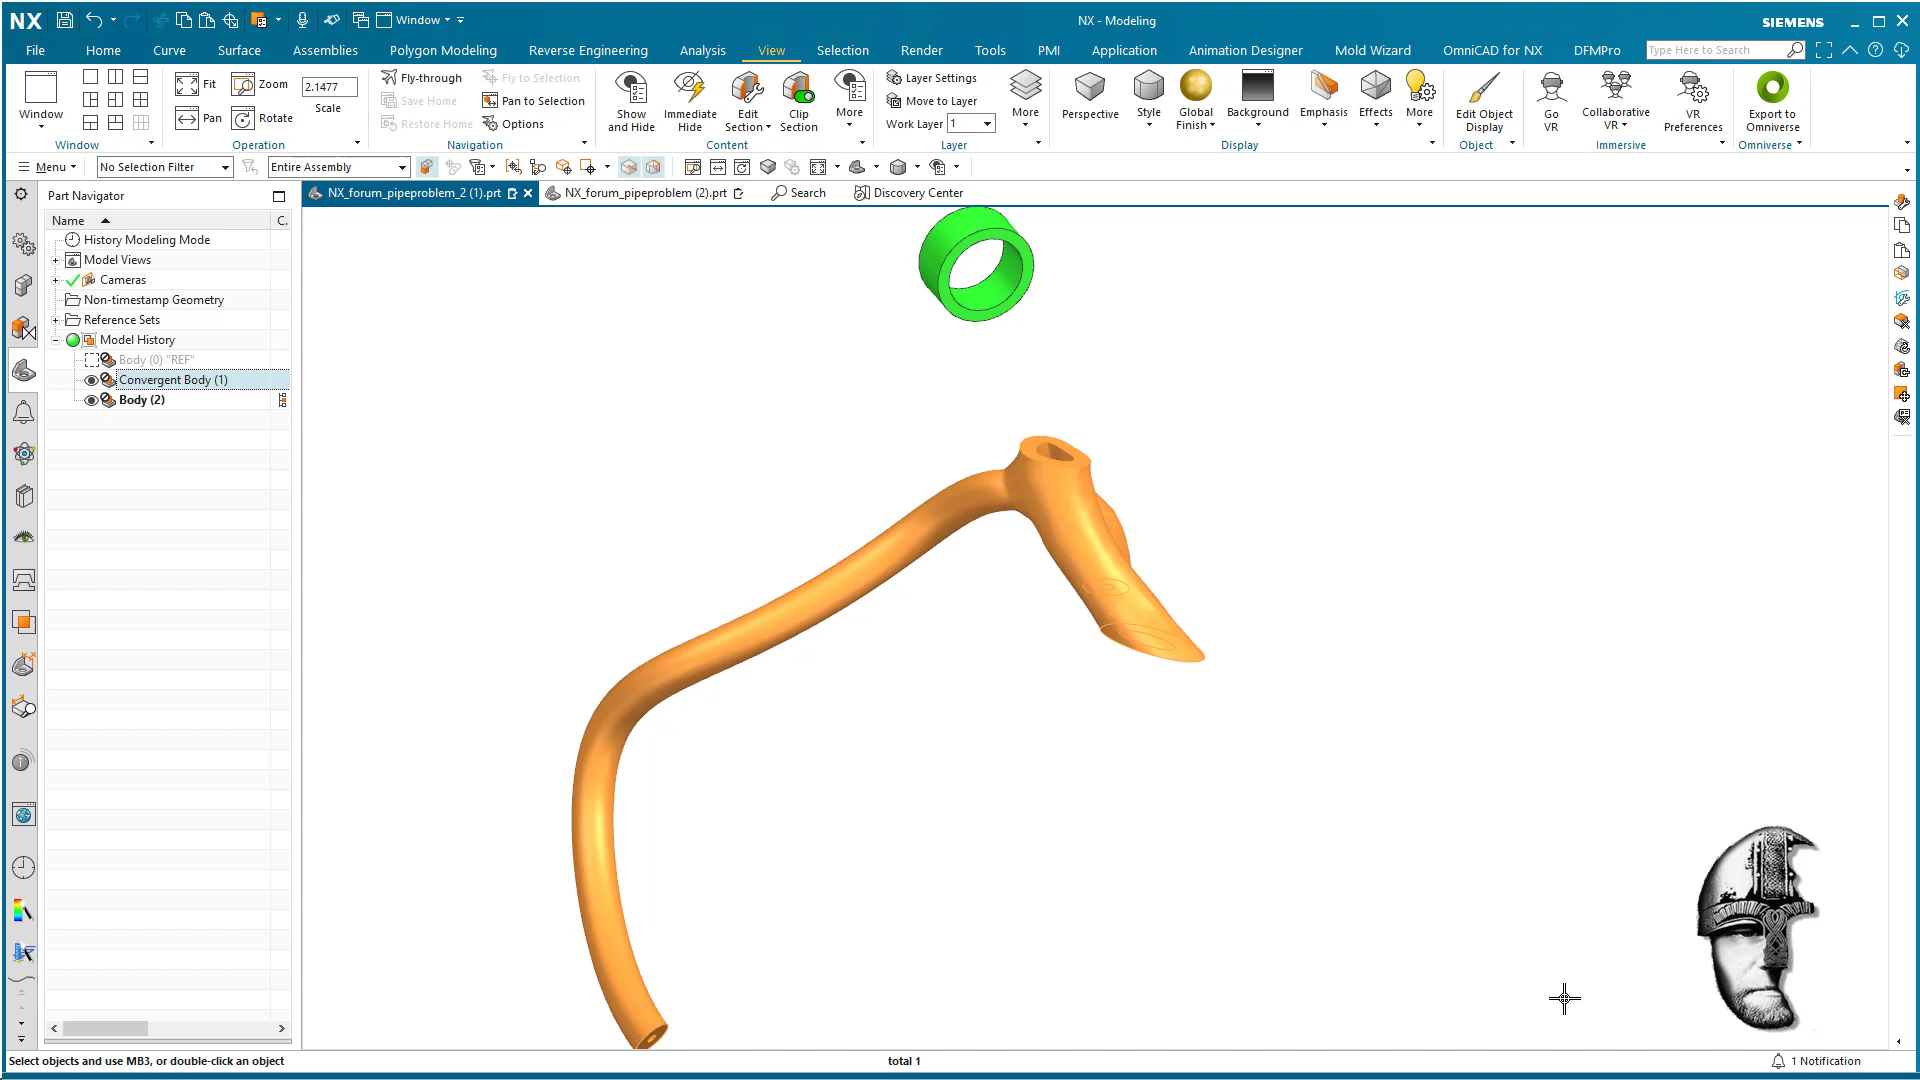 NX
Window
NX - Modeling
SIEMENS
File Home Curve Surface Assemblies Polygon Modeling Reverse Engineering Analysis View Selection Render Tools PMI Application Animation Designer Mold Wizard OmniCAD for NX DFMPro Type Here to Search
Window
Fit Zoom 2.1477
Pan Rotate Scale
Fly-through Fly to Selection
Save Home Pan to Selection
Restore Home Options
Show and Hide
Immediate Hide
Edit Section
Clip Section
More
Layer Settings
Move to Layer
Work Layer 1
More
Perspective Style Global Finish Background Emphasis Effects More
Edit Object Display
Go VR
Collaborative VR
VR Preferences
Export to Omniverse
Window Operation Navigation Content Layer Display Object Immersive Omniverse
Menu No Selection Filter Entire Assembly
Part Navigator
NX_forum_pipeproblem_2 (1).prt NX_forum_pipeproblem (2).prt Search Discovery Center
Name C.
History Modeling Mode
Model Views
Cameras
Non-timestamp Geometry
Reference Sets
Model History
Body (0) "REF"
Convergent Body (1)
Body (2)
Select objects and use MB3, or double-click an object total 1 1 Notification